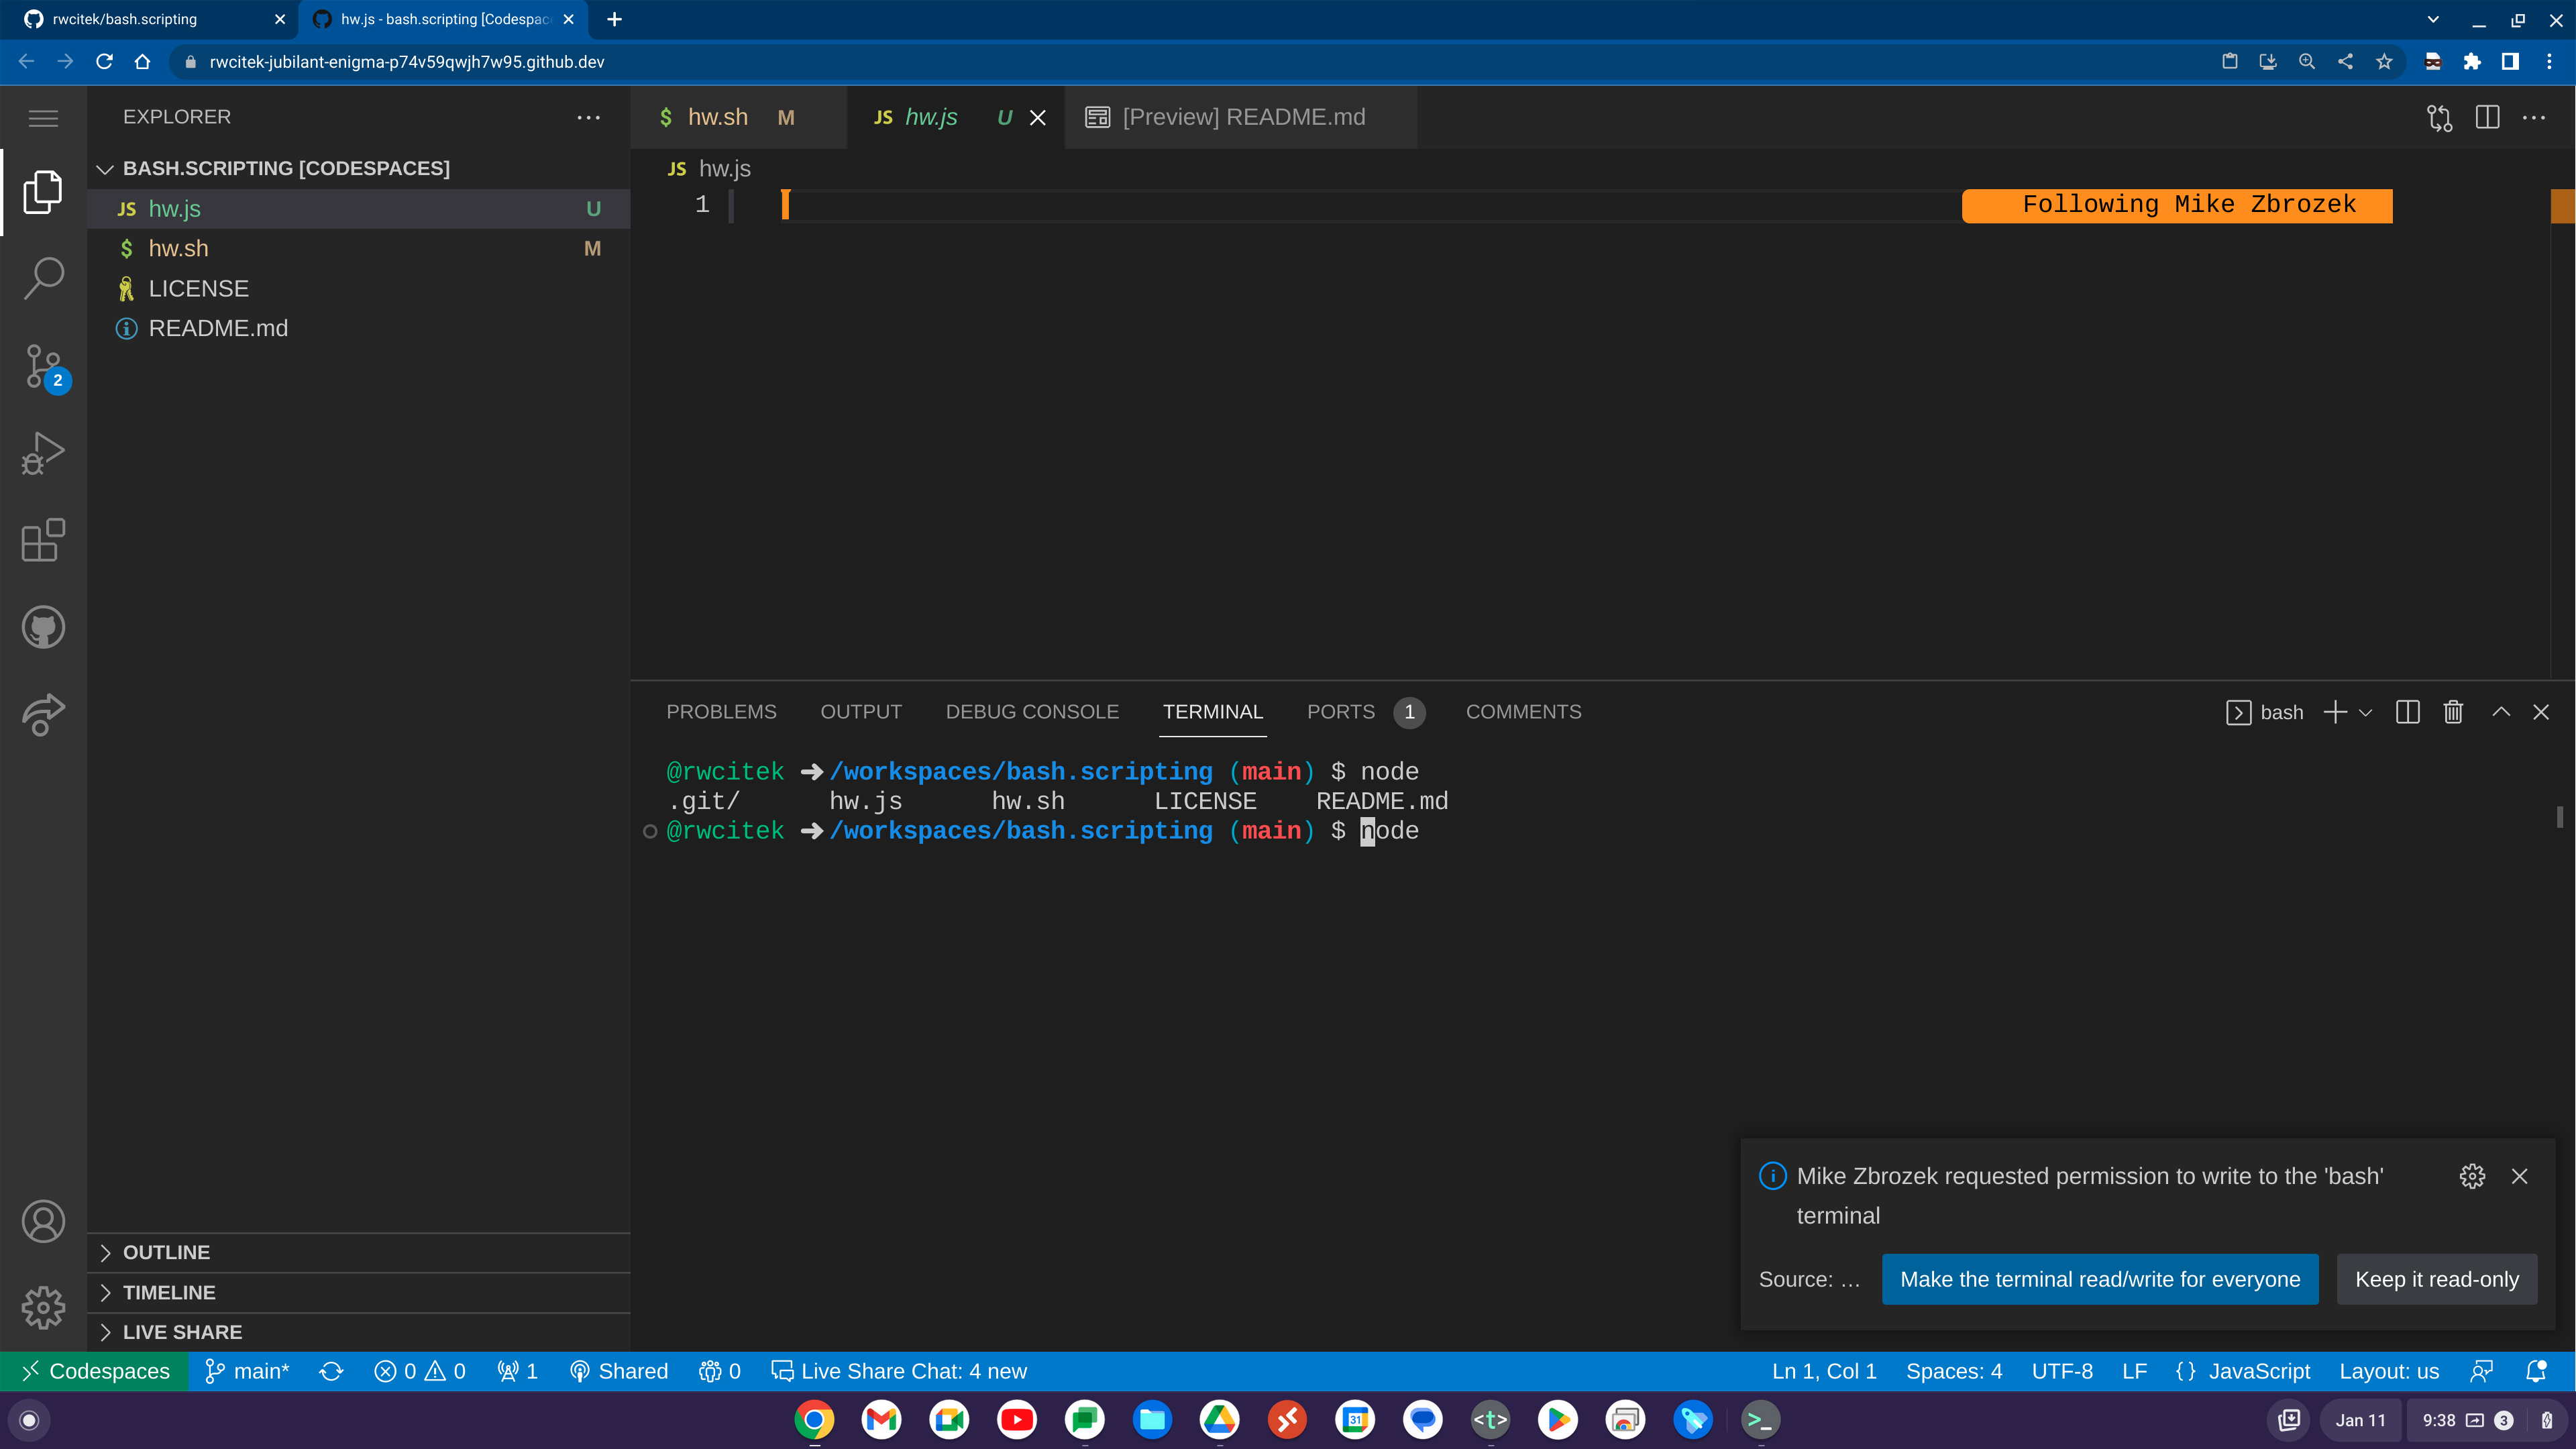 rwcitek/bash.scripting
hw.js - bash.scripting [Codespac
rwcitek-jubilant-enigma-p74v59qwjh7w95.github.dev
EXPLORER
BASH.SCRIPTING [CODESPACES]
JS hw.js U
$ hw.sh M
LICENSE
README.md
2
$ hw.sh M
JS hw.js U
[Preview] README.md
JS hw.js
1
Following Mike Zbrozek
PROBLEMS OUTPUT DEBUG CONSOLE TERMINAL PORTS 1 COMMENTS
bash
@rwcitek ➜ /workspaces/bash.scripting (main) $ node
.git/ hw.js hw.sh LICENSE README.md
@rwcitek ➜ /workspaces/bash.scripting (main) $ node
Mike Zbrozek requested permission to write to the 'bash'
terminal
Source: …
Make the terminal read/write for everyone
Keep it read-only
OUTLINE
TIMELINE
LIVE SHARE
Codespaces main* 0 0 1 Shared 0 Live Share Chat: 4 new
Ln 1, Col 1 Spaces: 4 UTF-8 LF {} JavaScript Layout: us
31
<t>
>_
Jan 11
9:38 3